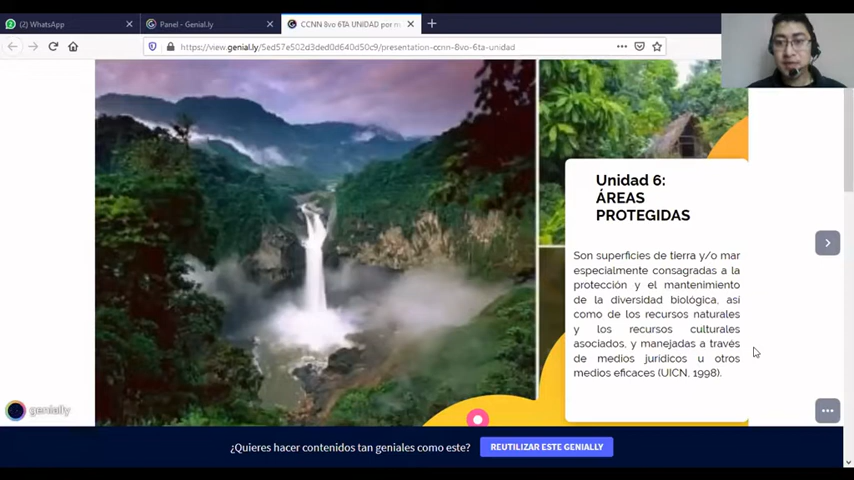 (2) WhatsApp
Panel - Genial.ly
CCNN 8vo 6TA UNIDAD por m
https://view.genial.ly/5ed57e502d3ded0d640d50c9/presentation-ccnn-8vo-6ta-unidad
Unidad 6:
ÁREAS
PROTEGIDAS
Son superficies de tierra y/o mar
especialmente consagradas a la
protección y el mantenimiento
de la diversidad biológica, así
como de los recursos naturales
y los recursos culturales
asociados, y manejadas a través
de medios jurídicos u otros
medios eficaces (UICN, 1998).
genially
¿Quieres hacer contenidos tan geniales como este?
REUTILIZAR ESTE GENIALLY